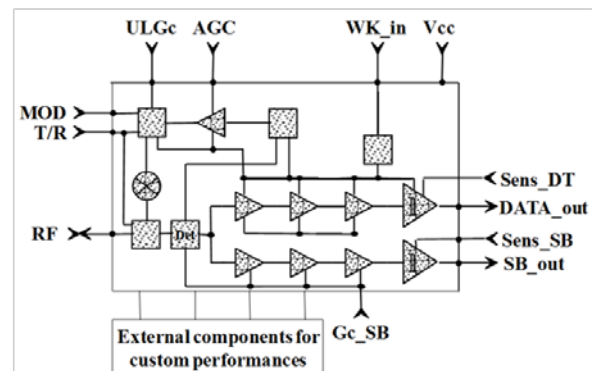 ULGc AGC WK_in Vcc
MOD
T/R
Sens_DT
DATA_out
RF
Det
Sens_SB
SB_out
Gc_SB
External components for
custom performances